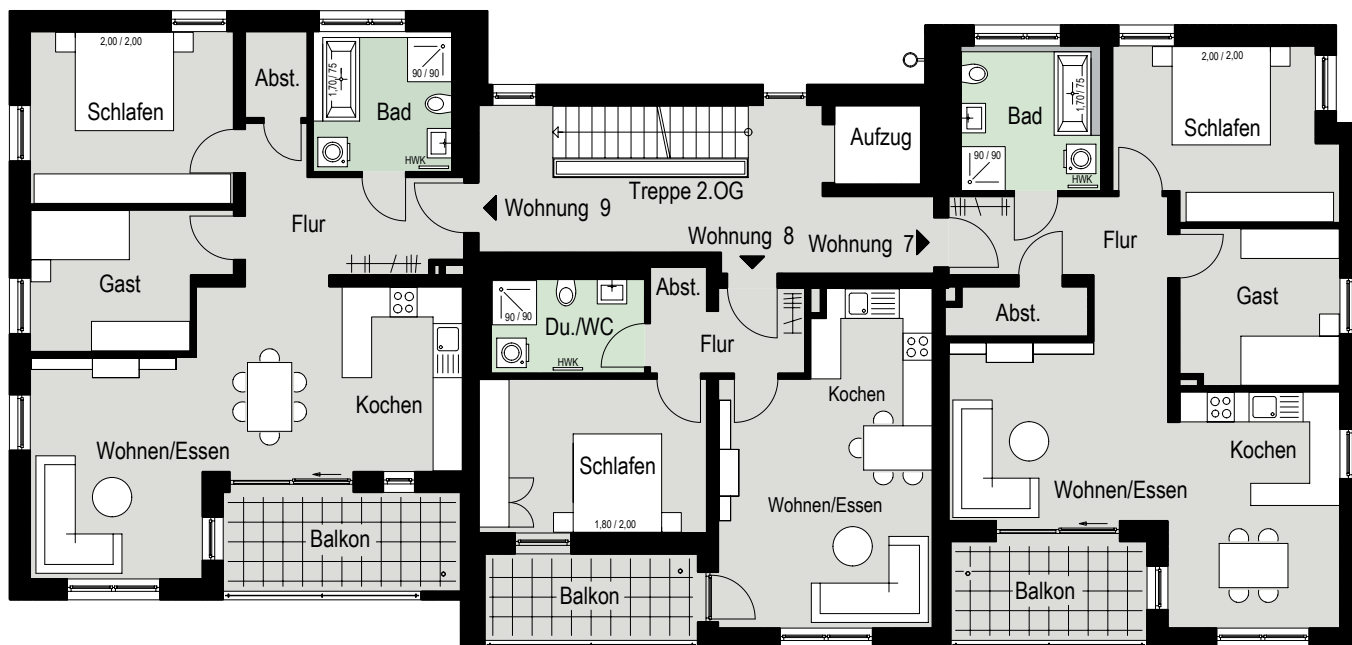 2,00 / 2,00
Schlafen
Abst.
1,70 / 75
90 / 90
Bad
HWK
Flur
Gast
Kochen
Wohnen/Essen
Balkon
Wohnung 9
Treppe 2.OG
Aufzug
Wohnung 8
Wohnung 7
Abst.
90 / 90
Du./WC
HWK
Flur
Schlafen
1,80 / 2,00
Kochen
Wohnen/Essen
Balkon
Bad
1,70 / 75
90 / 90
HWK
2,00 / 2,00
Schlafen
Flur
Abst.
Gast
Kochen
Wohnen/Essen
Balkon